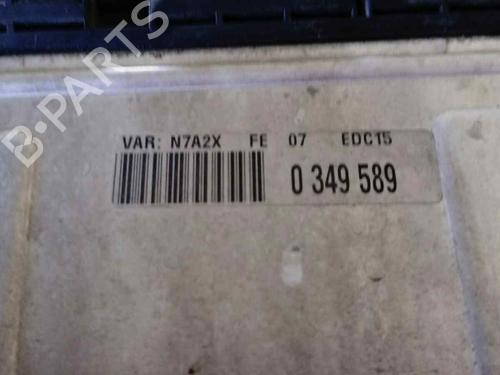 B-PARTS
VAR: N7A2X FE 07 EDC15
0 349 589